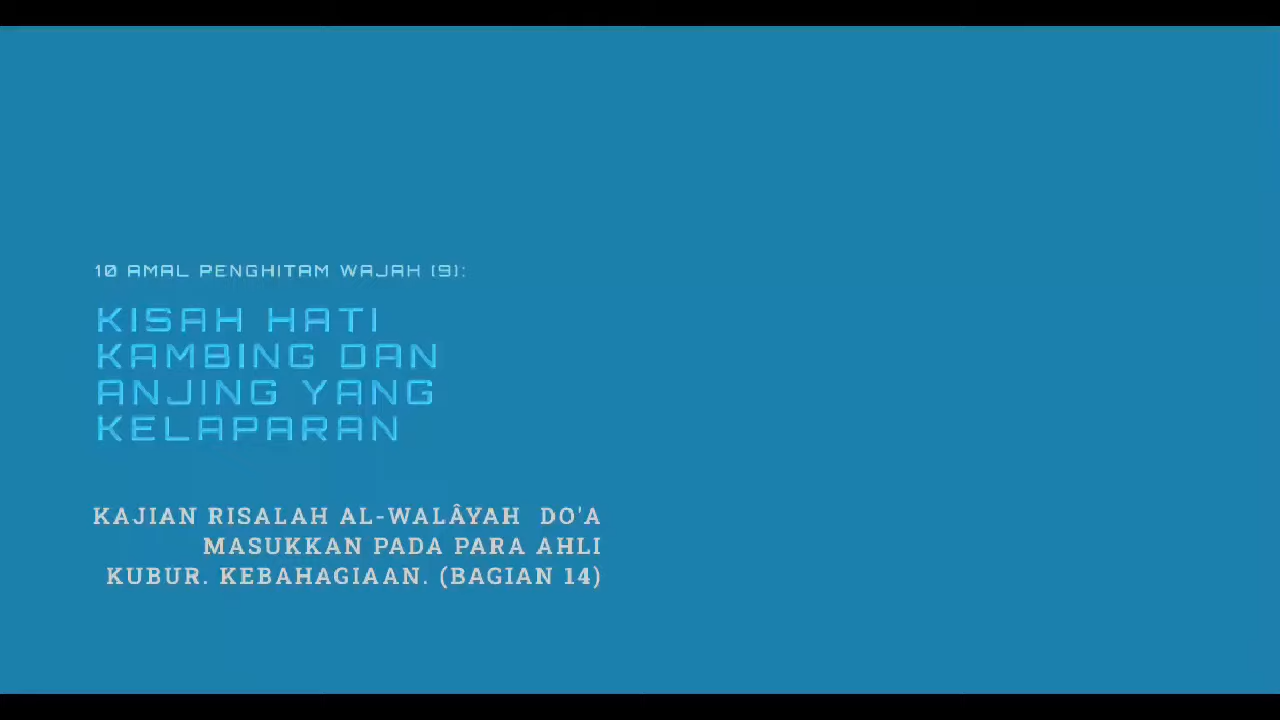 10 AMAL PENGHITAM WAJAH (9):
KISAH HATI
KAMBING DAN
ANJING YANG
KELAPARAN
KAJIAN RISALAH AL-WALÂYAH DO'A
MASUKKAN PADA PARA AHLI
KUBUR. KEBAHAGIAAN. (BAGIAN 14)